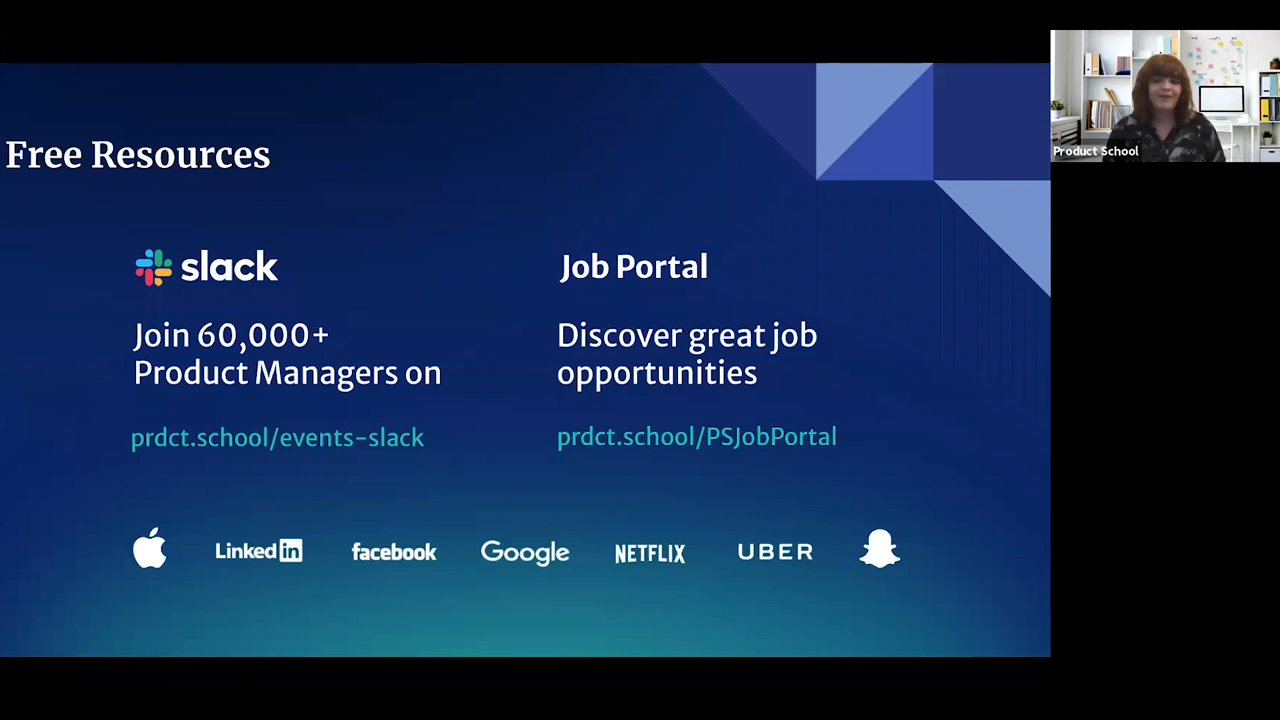 Free Resources
slack
Job Portal
Join 60,000+
Product Managers on
Discover great job
opportunities
prdct.school/events-slack
prdct.school/PSJobPortal
Linked in
facebook
Google
NETFLIX
UBER
Product School